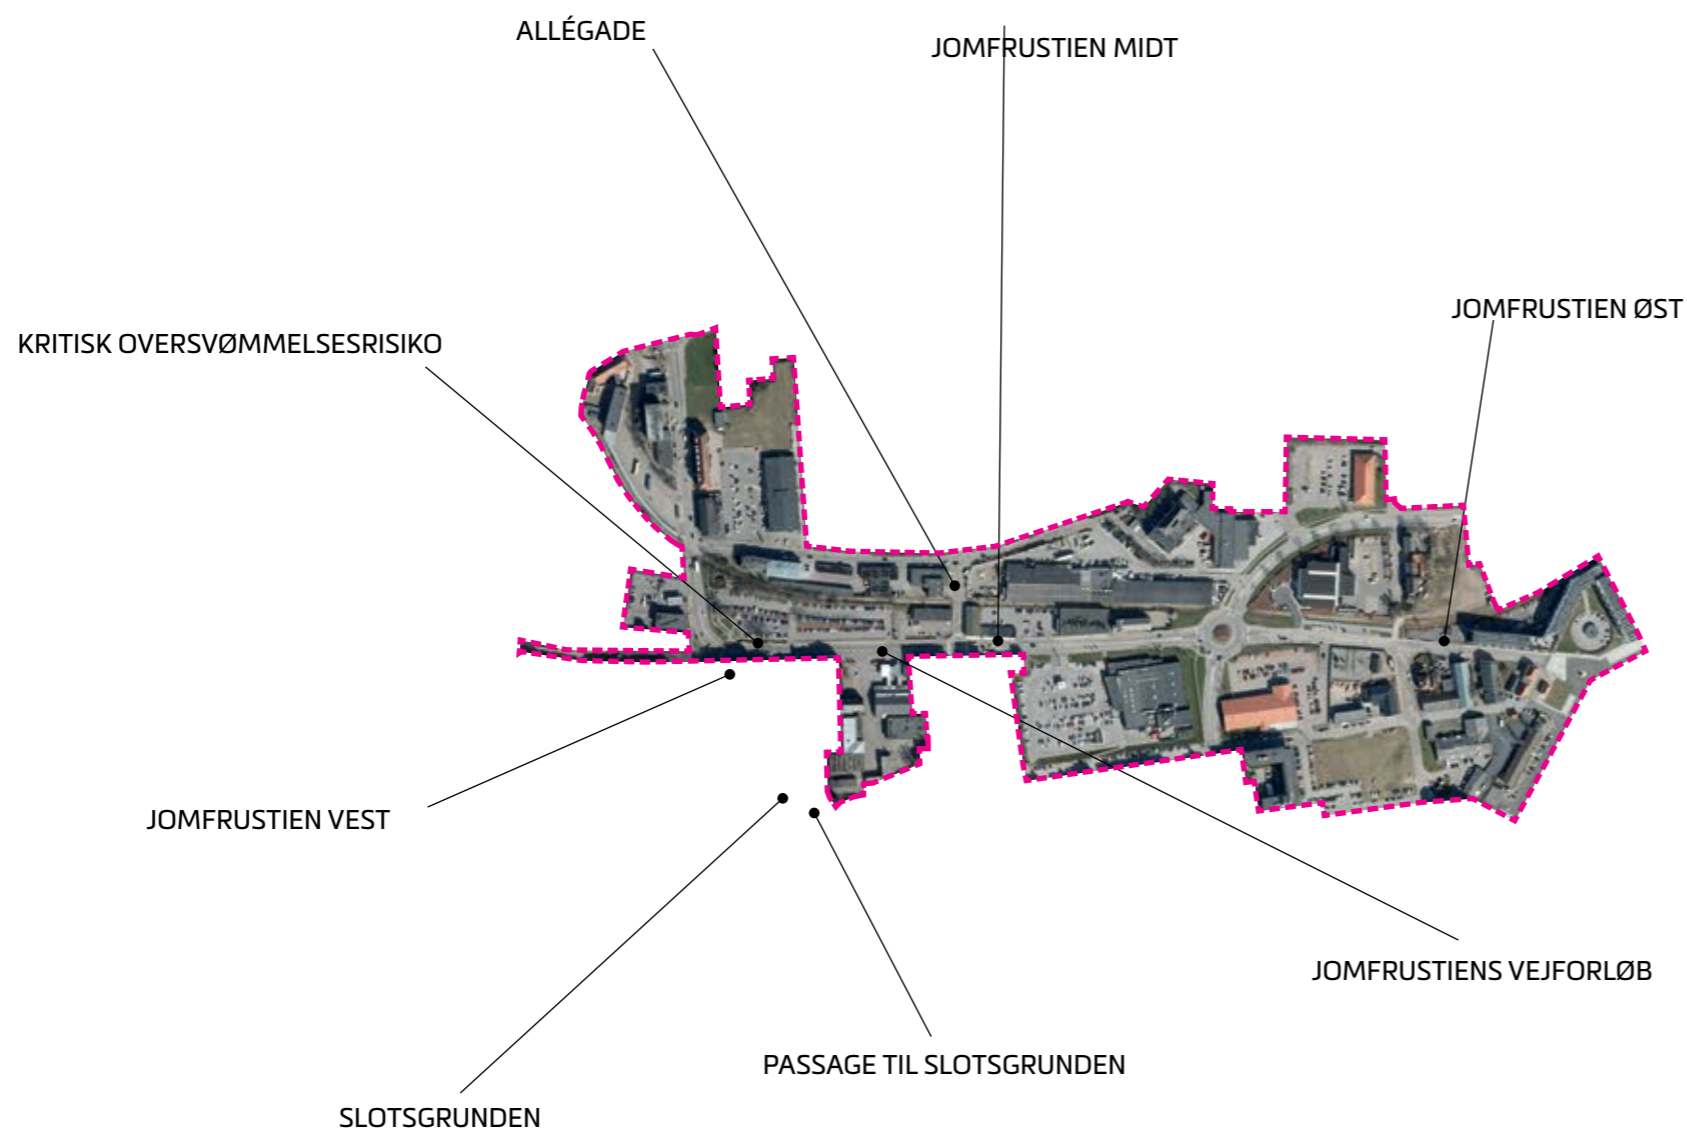 ALLÉGADE
JOMFRUSTIEN MIDT
JOMFRUSTIEN ØST
KRITISK OVERSVØMMELSESRISIKO
JOMFRUSTIEN VEST
JOMFRUSTIENS VEJFORLØB
PASSAGE TIL SLOTSGRUNDEN
SLOTSGRUNDEN